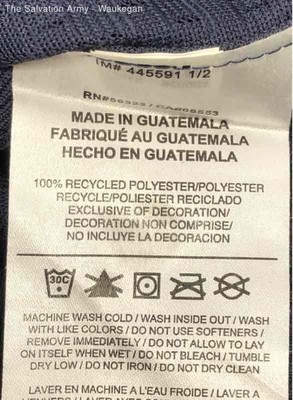 The Salvation Army - Waukegan
IM# 445591 1/2
MADE IN GUATEMALA
FABRIQUÉ AU GUATEMALA
HECHO EN GUATEMALA
100% RECYCLED POLYESTER/POLYESTER
RECYCLE/POLIESTER RECICLADO
EXCLUSIVE OF DECORATION/
DECORATION NON COMPRISE/
NO INCLUYE LA DECORACION
30C
MACHINE WASH COLD / WASH INSIDE OUT / WASH
WITH LIKE COLORS / DO NOT USE SOFTENERS /
REMOVE IMMEDIATELY / DO NOT ALLOW TO LAY
ON ITSELF WHEN WET / DO NOT BLEACH / TUMBLE
DRY LOW / DO NOT IRON / DO NOT DRY CLEAN
LAVER EN MACHINE A L'EAU FROIDE / LAVER A